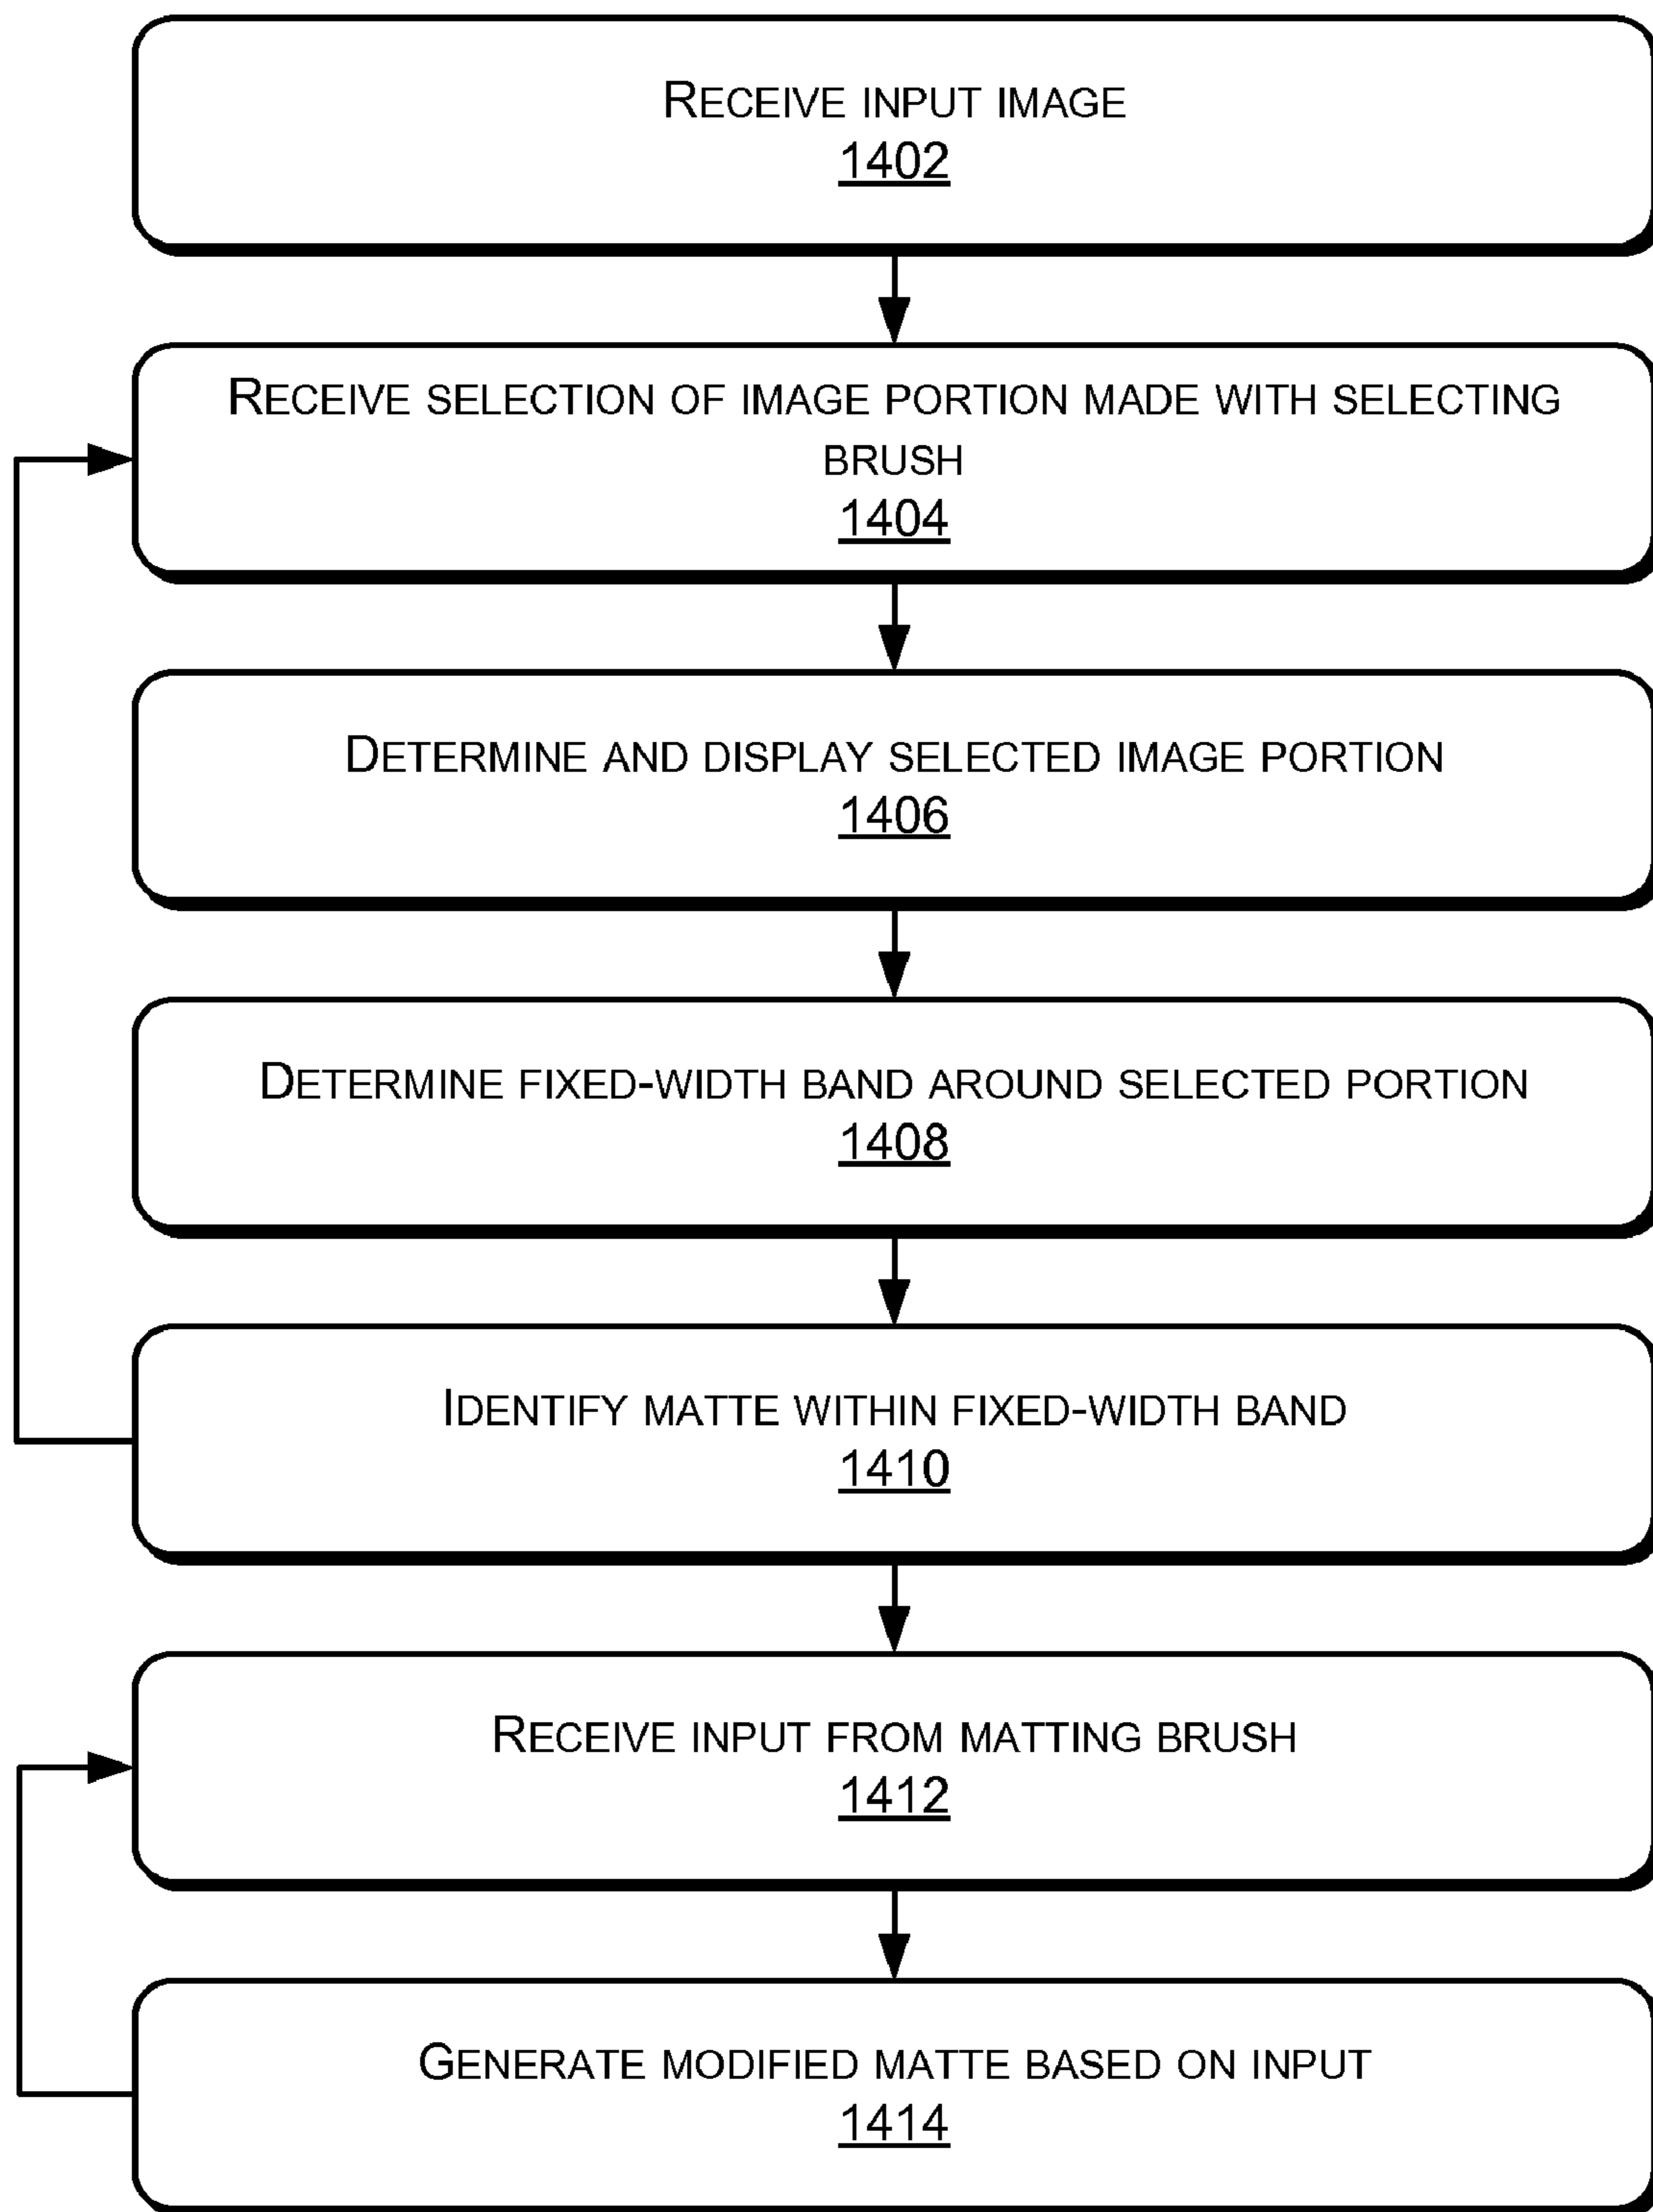 RECEIVE INPUT IMAGE
1402
RECEIVE SELECTION OF IMAGE PORTION MADE WITH SELECTING
BRUSH
1404
DETERMINE AND DISPLAY SELECTED IMAGE PORTION
1406
DETERMINE FIXED-WIDTH BAND AROUND SELECTED PORTION
1408
IDENTIFY MATTE WITHIN FIXED-WIDTH BAND
1410
RECEIVE INPUT FROM MATTING BRUSH
1412
GENERATE MODIFIED MATTE BASED ON INPUT
1414